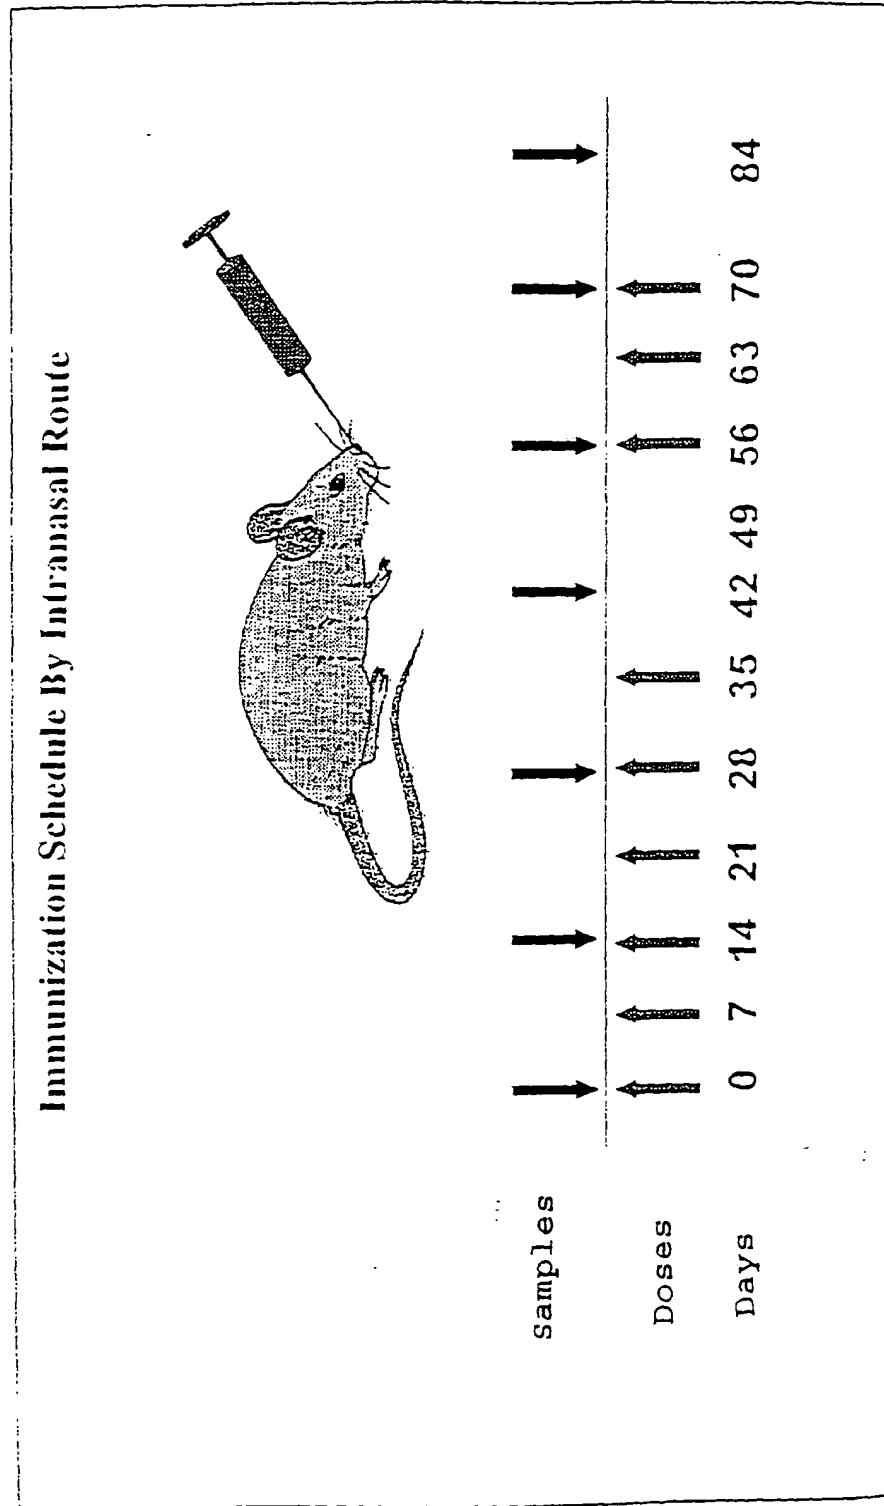 Immunization Schedule By Intranasal Route
Samples
Doses
Days 0 7 14 21 28 35 42 49 56 63 70 84